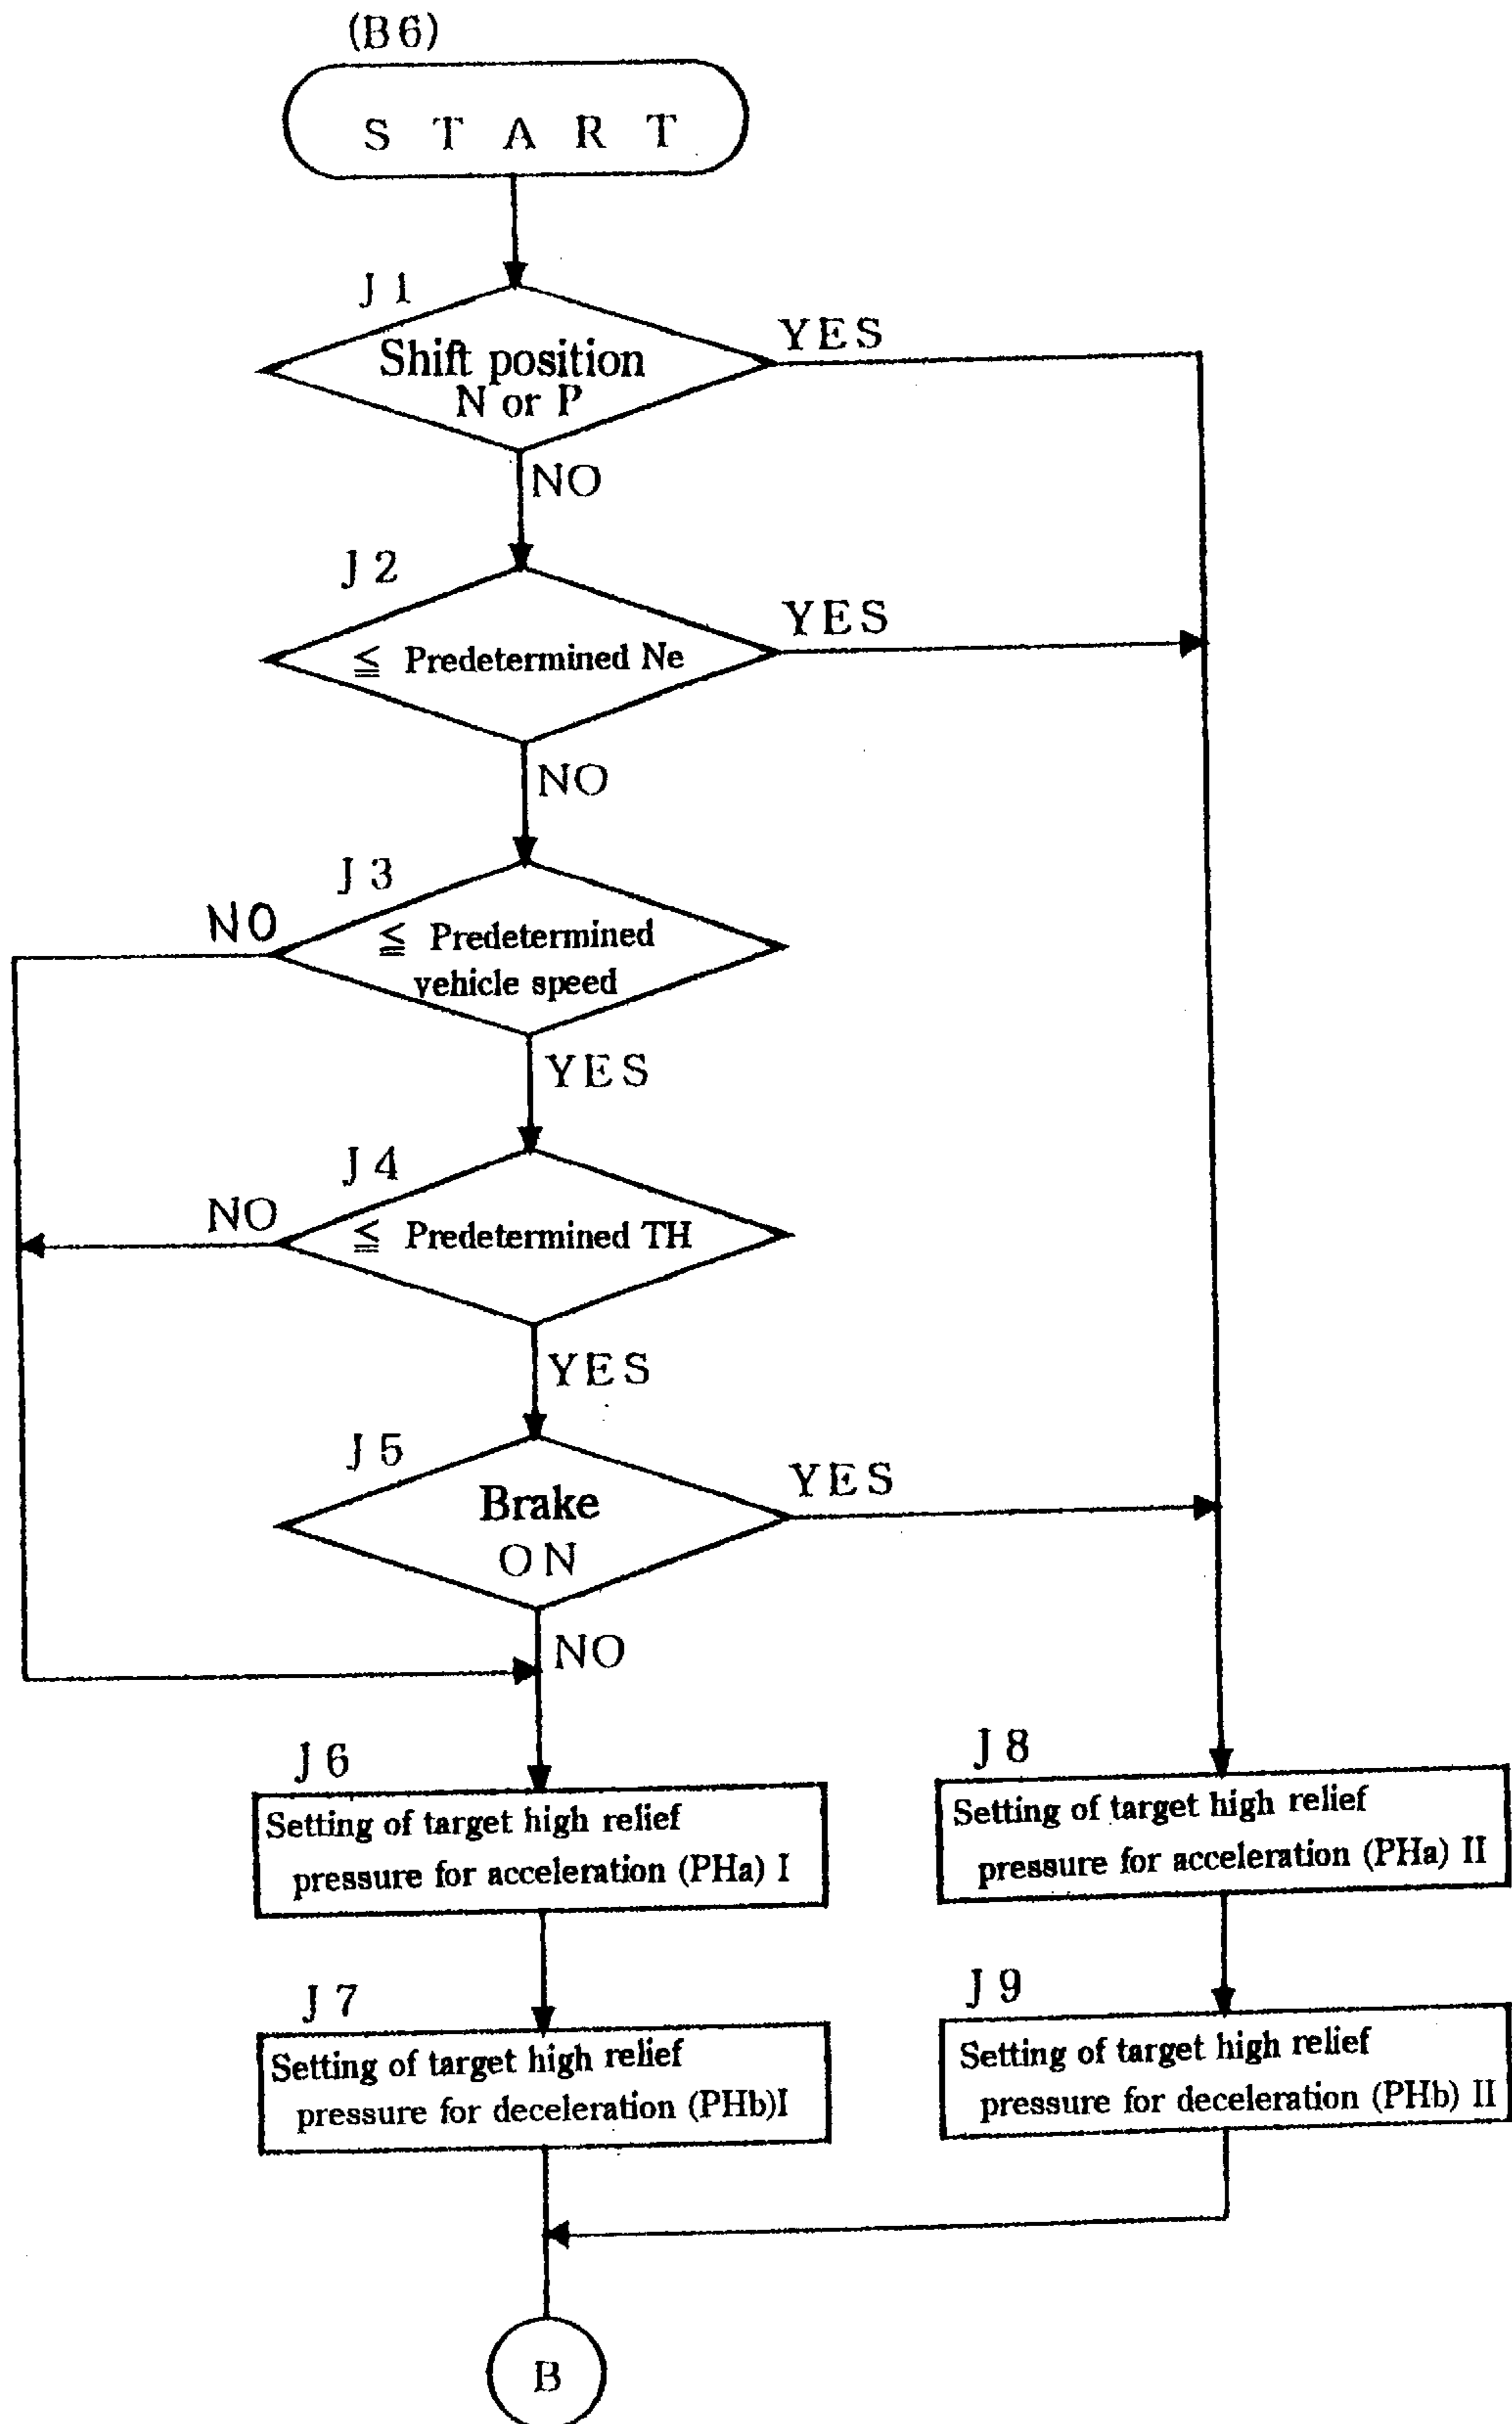 (B6)
START
J1
Shift position
N or P
YES
NO
J2
≦ Predetermined Ne
YES
NO
J3
≦ Predetermined
vehicle speed
NO
YES
J4
≦ Predetermined TH
NO
YES
J5
Brake
ON
YES
NO
J6
Setting of target high relief
pressure for acceleration (PHa) I
J8
Setting of target high relief
pressure for acceleration (PHa) II
J7
Setting of target high relief
pressure for deceleration (PHb)I
J9
Setting of target high relief
pressure for deceleration (PHb) II
B